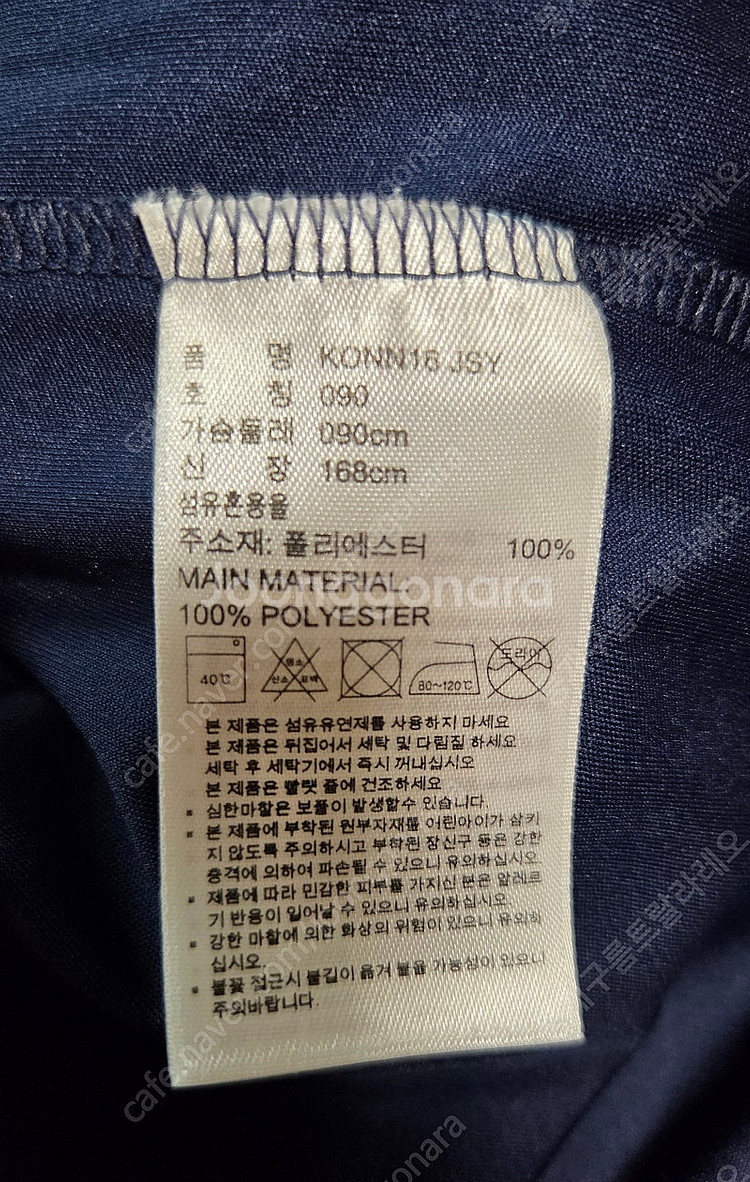 품 명 KONN16 JSY
호 칭 090
가슴둘레 090cm
신 장 168cm
섬유혼용율
주소재: 폴리에스터 100%
MAIN MATERIAL:
100% POLYESTER
joonggonara
40℃
염소
산소 표백
80~120℃
드라이
본 제품은 섬유유연제를 사용하지 마세요
본 제품은 뒤집어서 세탁 및 다림질 하세요
세탁 후 세탁기에서 즉시 꺼내십시오
본 제품은 빨랫 줄에 건조하세요
▪ 심한마찰은 보풀이 발생할수 있습니다.
▪ 본 제품에 부착된 원부자재를 어린아이가 삼키
지 않도록 주의하시고 부착된 장신구 등은 강한
충격에 의하여 파손될 수 있으니 유의하십시오
▪ 제품에 따라 민감한 피부를 가지신 분은 알레르
기 반응이 일어날 수 있으니 유의하십시오.
▪ 강한 마찰에 의한 화상의 위험이 있으니 유의하
십시오.
▪ 불꽃 접근시 불길이 옮겨 붙을 가능성이 있으니
주의바랍니다.